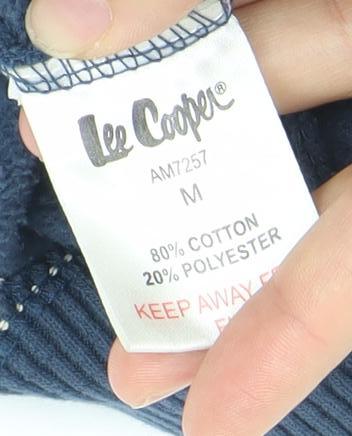 Lee Cooper®
AM7257
M
80% COTTON
20% POLYESTER
KEEP AWAY